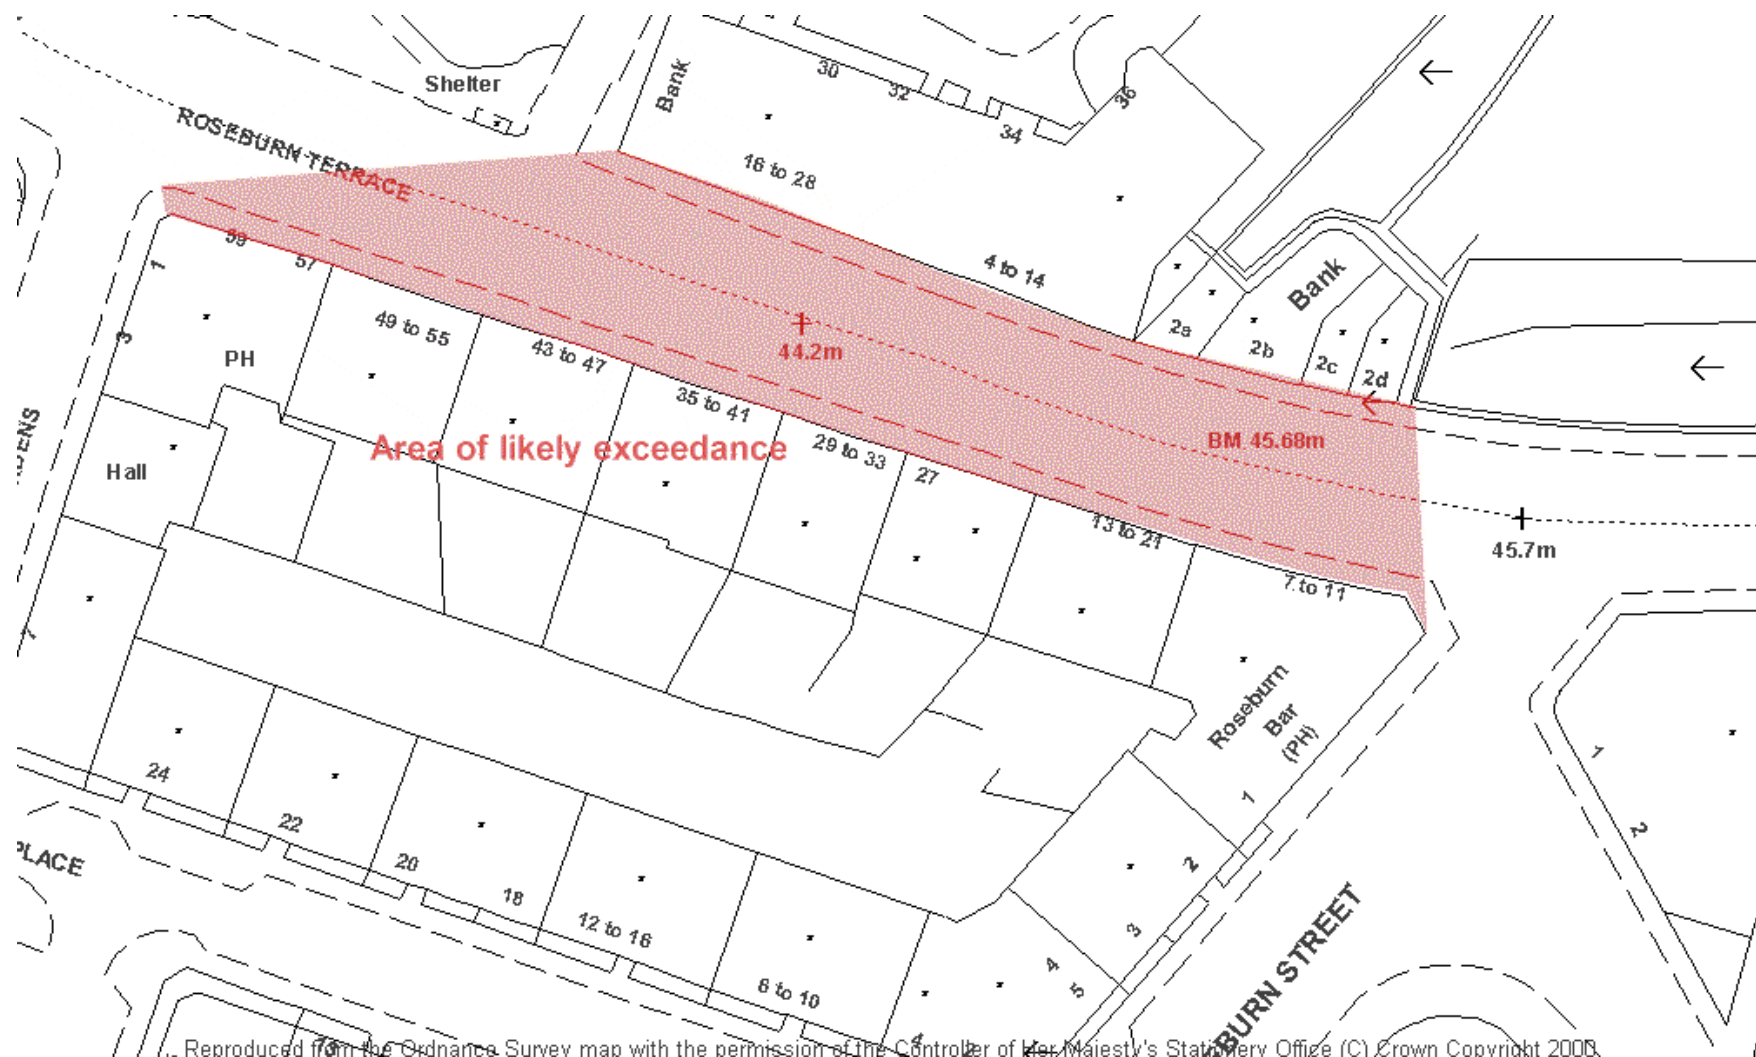 Shelter
Bank
30
32
34
36
ROSEBURN TERRACE
16 to 28
4 to 14
Bank
2a
2b
2c
2d
59
57
1
3
PH
49 to 55
43 to 47
44.2m
35 to 41
BM 45.68m
Area of likely exceedance
29 to 33
27
13 to 21
45.7m
7 to 11
Hall
7
Roseburn
Bar
(PH)
1
2
3
4
5
1
2
24
22
20
18
12 to 16
6 to 10
4
2
PLACE
BURN STREET
Reproduced from the Ordnance Survey map with the permission of the Controller of Her Majesty's Stationery Office (C) Crown Copyright 2000.